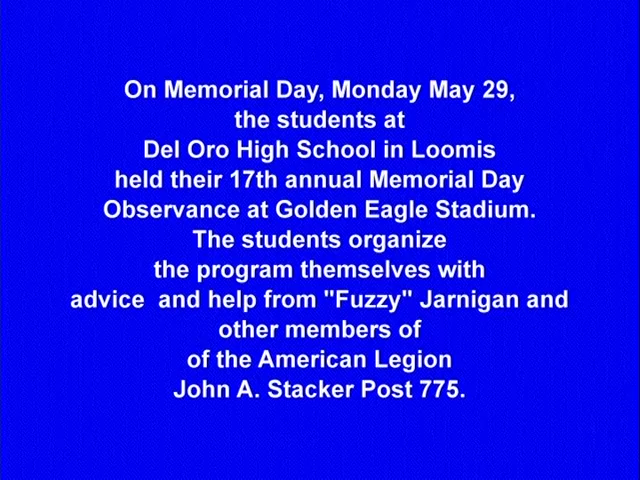 On Memorial Day, Monday May 29,
the students at
Del Oro High School in Loomis
held their 17th annual Memorial Day
Observance at Golden Eagle Stadium.
The students organize
the program themselves with
advice  and help from "Fuzzy" Jarnigan and
other members of
of the American Legion
John A. Stacker Post 775.